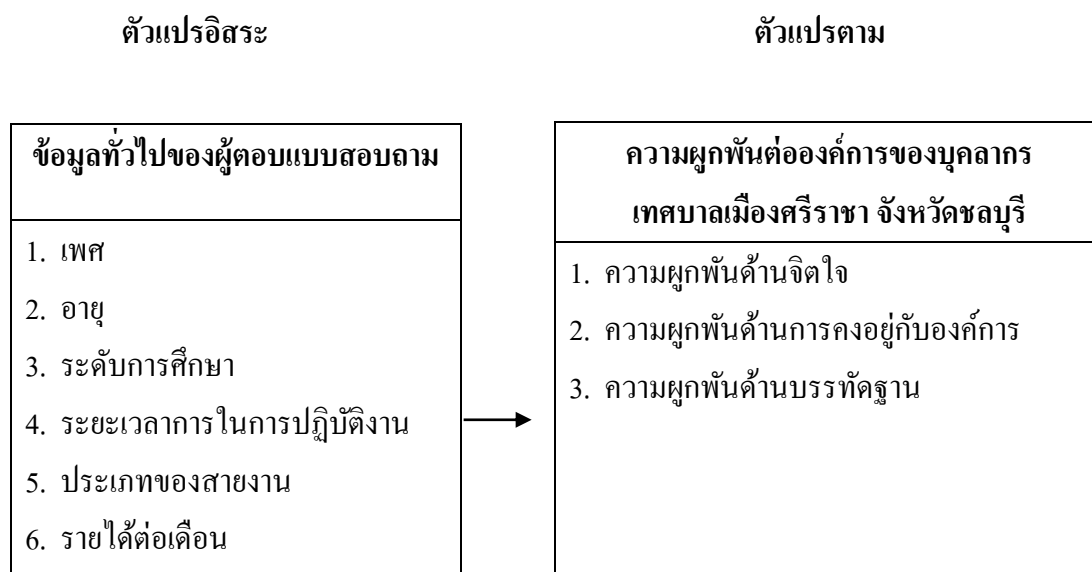 ตัวแปรอิสระ
ตัวแปรตาม
ข้อมูลทั่วไปของผู้ตอบแบบสอบถาม
1. เพศ
2. อายุ
3. ระดับการศึกษา
4. ระยะเวลาการในการปฏิบัติงาน
5. ประเภทของสายงาน
6. รายได้ต่อเดือน
ความผูกพันต่อองค์การของบุคลากร
เทศบาลเมืองศรีราชา จังหวัดชลบุรี
1. ความผูกพันด้านจิตใจ
2. ความผูกพันด้านการคงอยู่กับองค์การ
3. ความผูกพันด้านบรรทัดฐาน